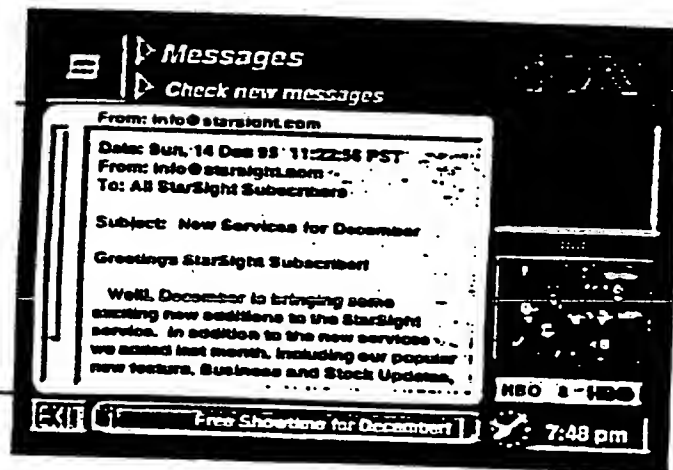 Messages
Check new messages
From: info@starsight.com
Date: Sun, 14 Dec 95 11:22:56 PST
From: info@starsight.com
To: All StarSight Subscribers
Subject: New Services for December
Greetings StarSight Subscriber!
Well, December is bringing some
exciting new additions to the StarSight
service. In addition to the new services
we added last month, including our popular
new feature, Business and Stock Updates,
HBO 8 HBO
EXIT
Free Showtime for December!
7:48 pm